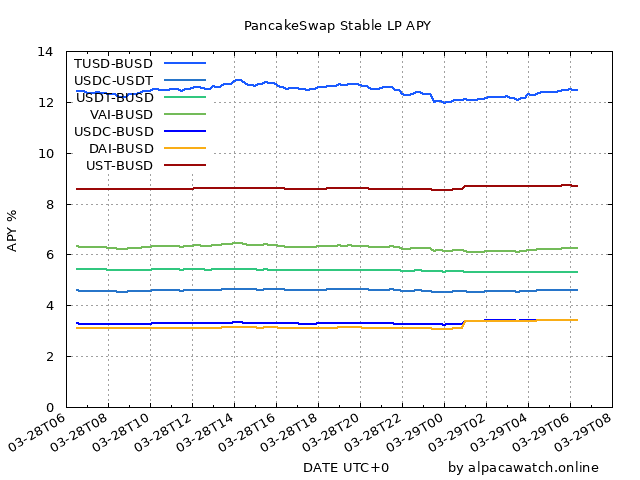 PancakeSwap Stable LP APY
14
12
10
8
6
4
2
0
APY %
TUSD-BUSD
USDC-USDT
USDT-BUSD
VAI-BUSD
USDC-BUSD
DAI-BUSD
UST-BUSD
03-28T06
03-28T08
03-28T10
03-28T12
03-28T14
03-28T16
03-28T18
03-28T20
03-28T22
03-29T00
03-29T02
03-29T04
03-29T06
03-29T08
DATE UTC+0
by alpacawatch.online